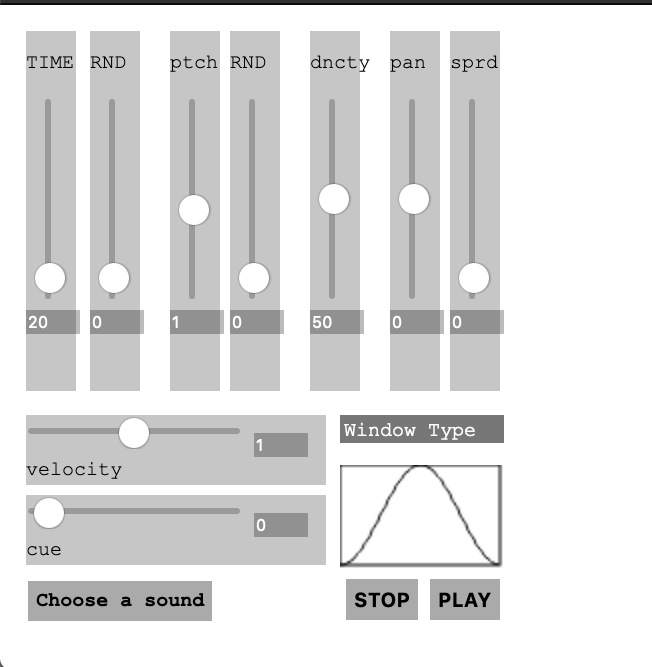 TIME RND ptch RND dncty pan sprd
20 0 1 0 50 0 0
1
velocity
Window Type
0
cue
Choose a sound
STOP PLAY